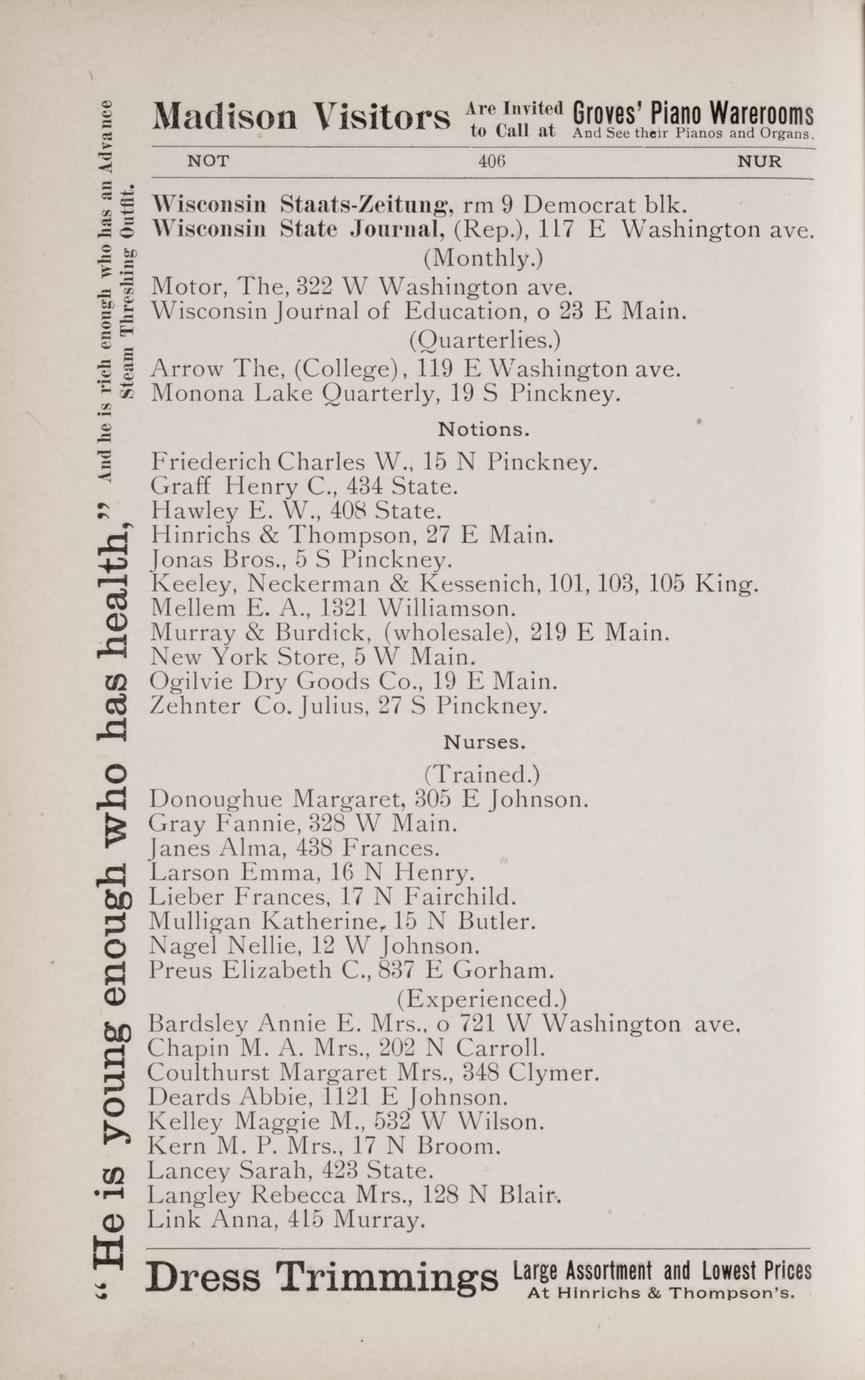 Madison Visitors Are Invited to Call at Groves' Piano Warerooms And See their Pianos and Organs.
NOT 406 NUR
Wisconsin Staats-Zeitung, rm 9 Democrat blk.
Wisconsin State Journal, (Rep.), 117 E Washington ave.
(Monthly.)
Motor, The, 322 W Washington ave.
Wisconsin Journal of Education, o 23 E Main.
(Quarterlies.)
Arrow The, (College), 119 E Washington ave.
Monona Lake Quarterly, 19 S Pinckney.
Notions.
Friederich Charles W., 15 N Pinckney.
Graff Henry C., 434 State.
Hawley E. W., 408 State.
Hinrichs & Thompson, 27 E Main.
Jonas Bros., 5 S Pinckney.
Keeley, Neckerman & Kessenich, 101, 103, 105 King.
Mellem E. A., 1321 Williamson.
Murray & Burdick, (wholesale), 219 E Main.
New York Store, 5 W Main.
Ogilvie Dry Goods Co., 19 E Main.
Zehnter Co. Julius, 27 S Pinckney.
Nurses.
(Trained.)
Donoughue Margaret, 305 E Johnson.
Gray Fannie, 328 W Main.
Janes Alma, 438 Frances.
Larson Emma, 16 N Henry.
Lieber Frances, 17 N Fairchild.
Mulligan Katherine, 15 N Butler.
Nagel Nellie, 12 W Johnson.
Preus Elizabeth C., 837 E Gorham.
(Experienced.)
Bardsley Annie E. Mrs., o 721 W Washington ave.
Chapin M. A. Mrs., 202 N Carroll.
Coulthurst Margaret Mrs., 348 Clymer.
Deards Abbie, 1121 E Johnson.
Kelley Maggie M., 532 W Wilson.
Kern M. P. Mrs., 17 N Broom.
Lancey Sarah, 423 State.
Langley Rebecca Mrs., 128 N Blair.
Link Anna, 415 Murray.
Dress Trimmings Large Assortment and Lowest Prices At Hinrichs & Thompson's.
"He is young enough who has health," And he is rich enough who has an Advance
Steam Threshing Outfit.